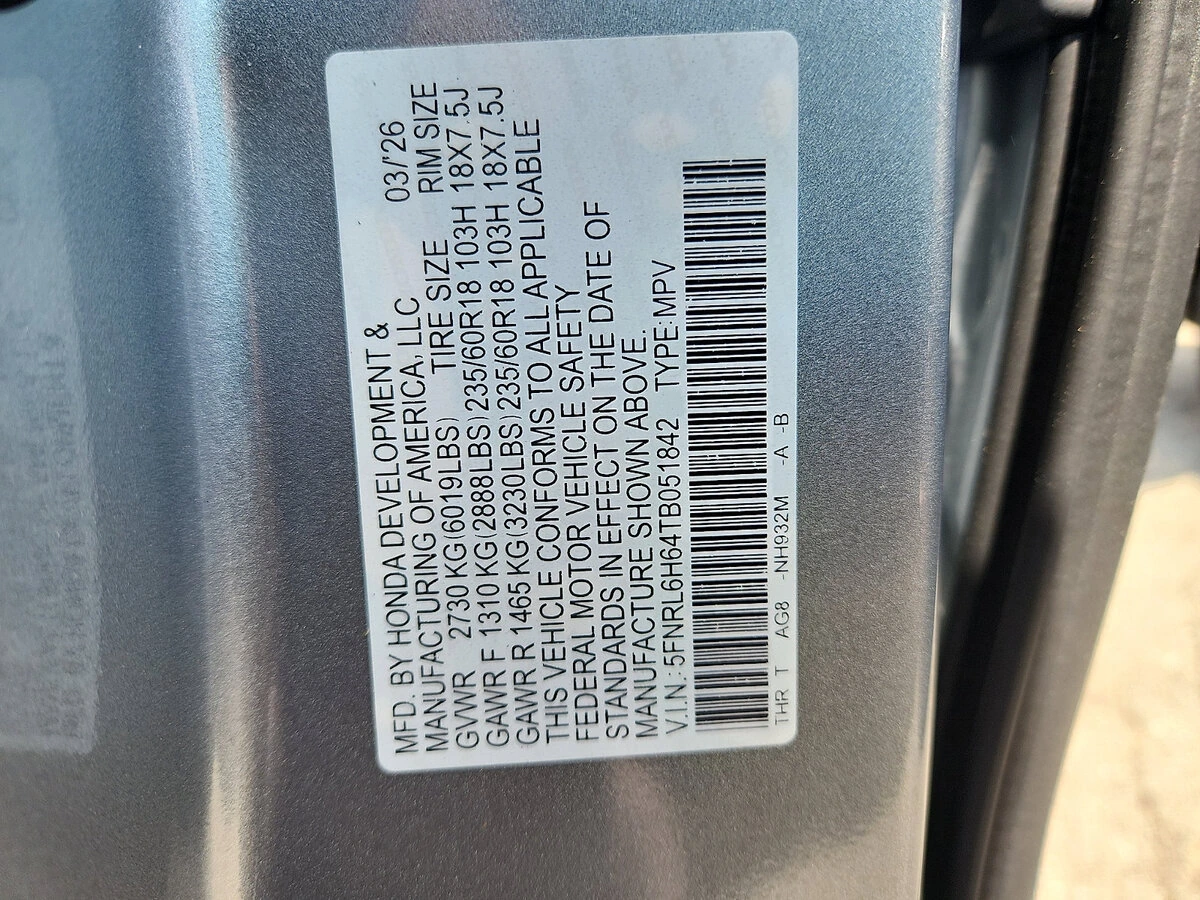 MFD. BY HONDA DEVELOPMENT &
MANUFACTURING OF AMERICA, LLC 03/'26
GVWR 2730 KG(6019LBS) TIRE SIZE RIM SIZE
GAWR F 1310 KG(2888LBS) 235/60R18 103H 18X7.5J
GAWR R 1465 KG(3230LBS) 235/60R18 103H 18X7.5J
THIS VEHICLE CONFORMS TO ALL APPLICABLE
FEDERAL MOTOR VEHICLE SAFETY
STANDARDS IN EFFECT ON THE DATE OF
MANUFACTURE SHOWN ABOVE.
V.I.N.: 5FNRL6H64TB051842 TYPE:MPV
THR T AG8 -NH932M -A -B